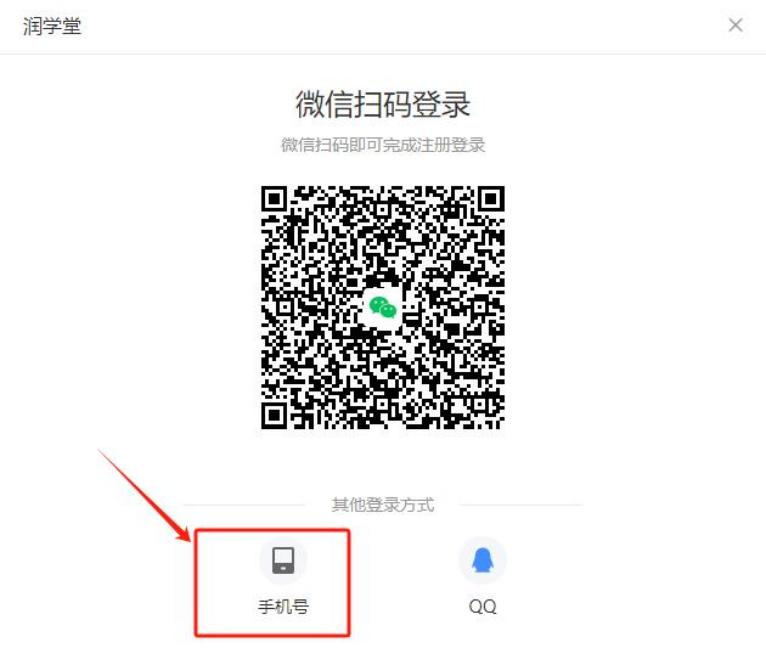 润学堂
微信扫码登录
微信扫码即可完成注册登录
其他登录方式
手机号
QQ